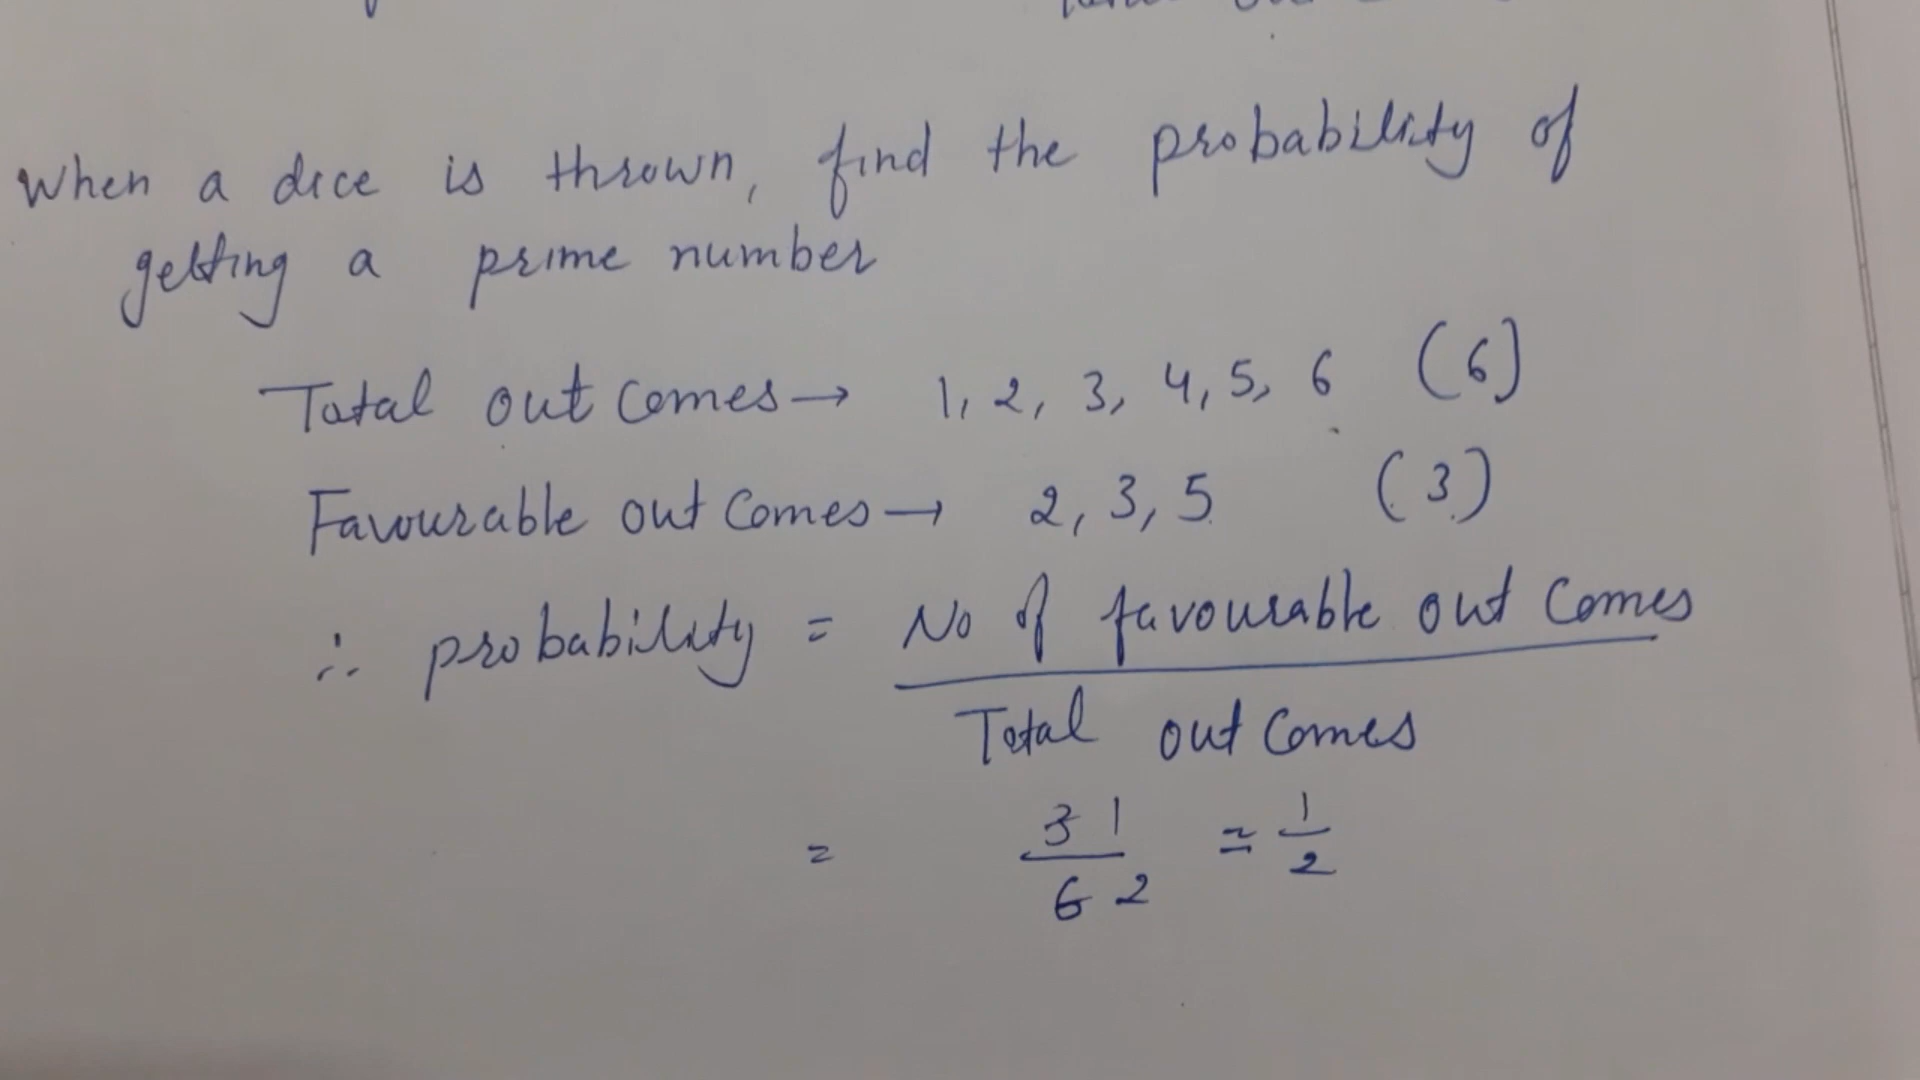 When a dice is thrown, find the probability of
getting a prime number
Total out comes → 1, 2, 3, 4, 5, 6 (6)
Favourable out comes → 2, 3, 5 (3)
∴ probability = No of favourable out comes
Total out comes
= 3 1 = 1
6 2 2